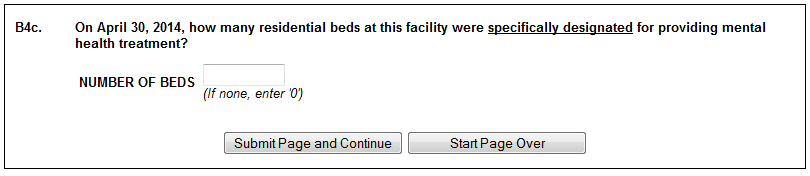 B4c. On April 30, 2014, how many residential beds at this facility were specifically designated for providing mental
health treatment?
NUMBER OF BEDS
(If none, enter '0')
Submit Page and Continue Start Page Over